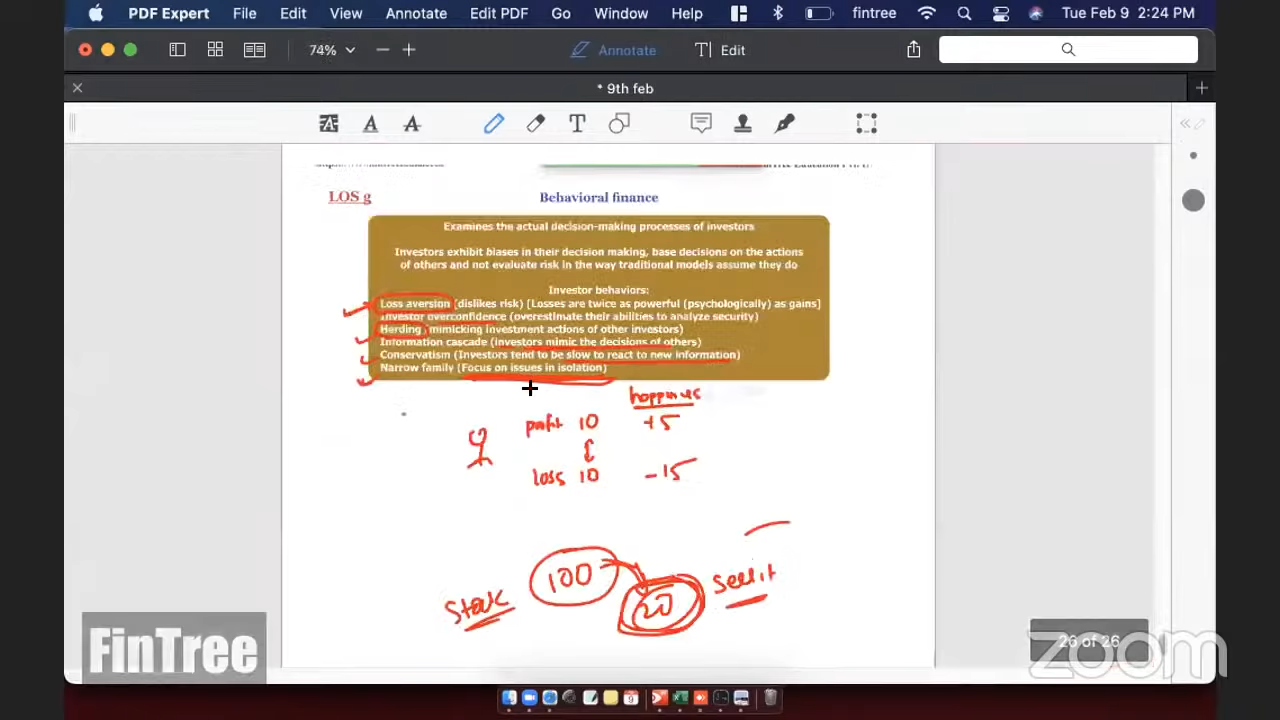 PDF Expert File Edit View Annotate Edit PDF Go Window Help fintree Tue Feb 9 2:24 PM
74% Annotate Edit
* 9th feb
LOS g
Behavioral finance
Examines the actual decision-making processes of investors
Investors exhibit biases in their decision making, base decisions on the actions
of others and not evaluate risk in the way traditional models assume they do
Investor behaviors:
Loss aversion (dislikes risk) [Losses are twice as powerful (psychologically) as gains]
Investor overconfidence (overestimate their abilities to analyze security)
Herding mimicking investment actions of other investors)
Information cascade (investors mimic the decisions of others)
Conservatism (Investors tend to be slow to react to new information)
Narrow family (Focus on issues in isolation)
profit 10 +5
loss 10 -15
100
Stock 20 Sell it
FinTree
26 of 26
zoom